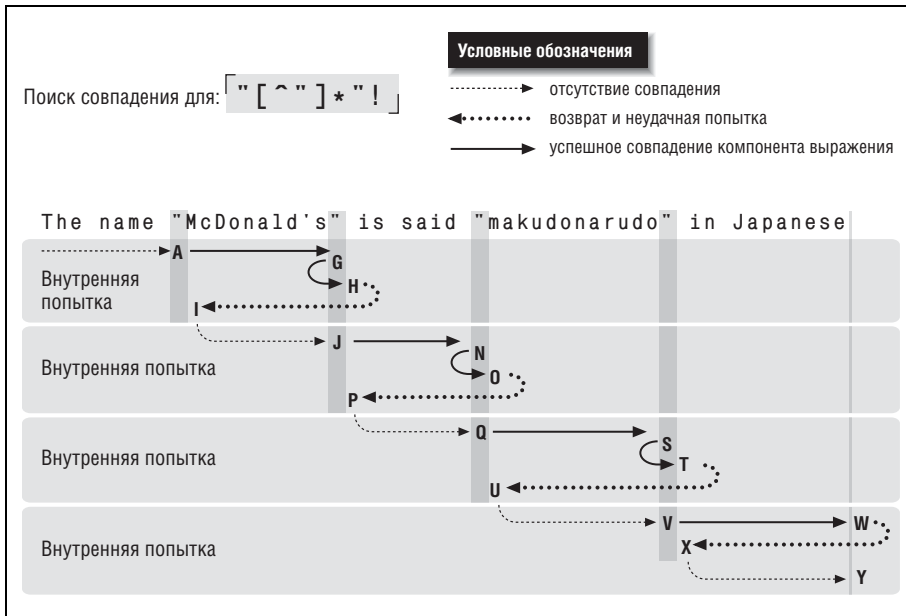 Условные обозначения
Поиск совпадения для: "[^"]*"!
отсутствие совпадения
возврат и неудачная попытка
успешное совпадение компонента выражения
The name "McDonald's" is said "makudonarudo" in Japanese
A
G
Внутренняя
попытка
H
I
J
N
Внутренняя попытка
O
P
Q
S
Внутренняя попытка
T
U
V W
Внутренняя попытка
X
Y